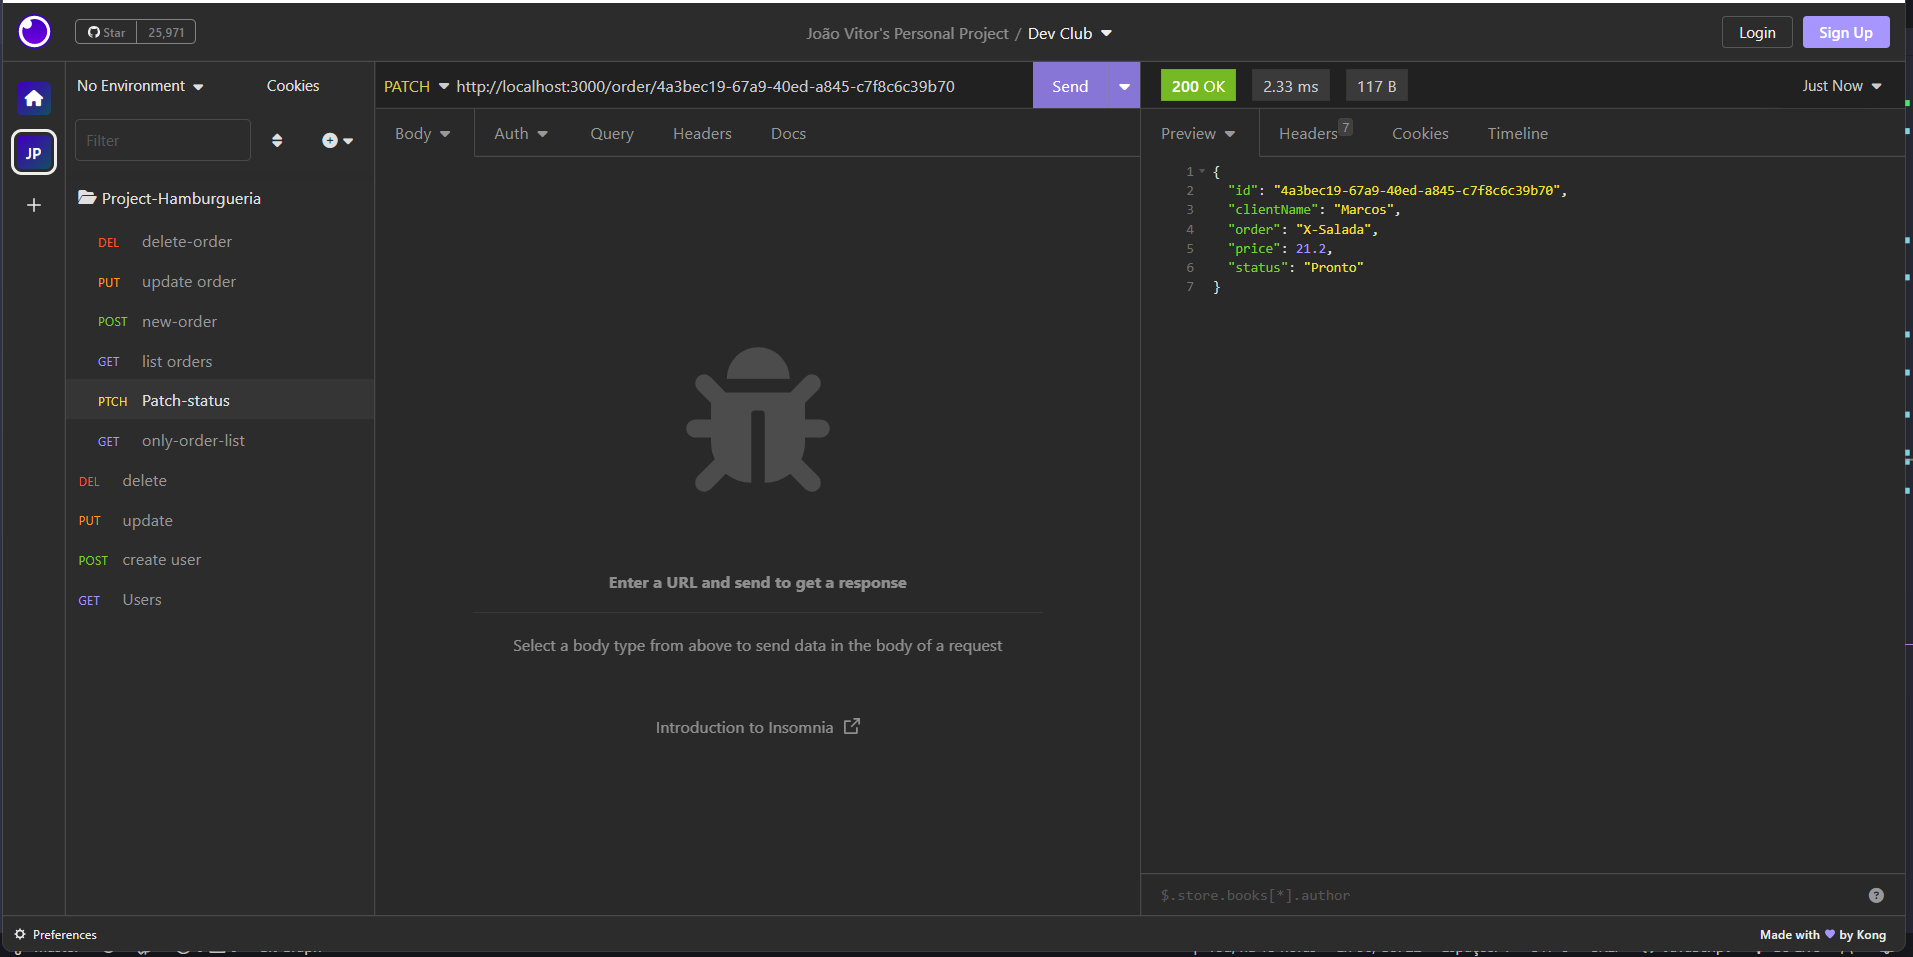 Star 25,971
João Vitor's Personal Project / Dev Club
Login
Sign Up
JP
No Environment
Cookies
Filter
Project-Hamburgueria
DEL delete-order
PUT update order
POST new-order
GET list orders
PTCH Patch-status
GET only-order-list
DEL delete
PUT update
POST create user
GET Users
PATCH http://localhost:3000/order/4a3bec19-67a9-40ed-a845-c7f8c6c39b70
Send
Body
Auth
Query
Headers
Docs
Enter a URL and send to get a response
Select a body type from above to send data in the body of a request
Introduction to Insomnia
200 OK
2.33 ms
117 B
Just Now
Preview
Headers 7
Cookies
Timeline
1 {
2 "id": "4a3bec19-67a9-40ed-a845-c7f8c6c39b70",
3 "clientName": "Marcos",
4 "order": "X-Salada",
5 "price": 21.2,
6 "status": "Pronto"
7 }
$.store.books[*].author
?
Preferences
Made with by Kong